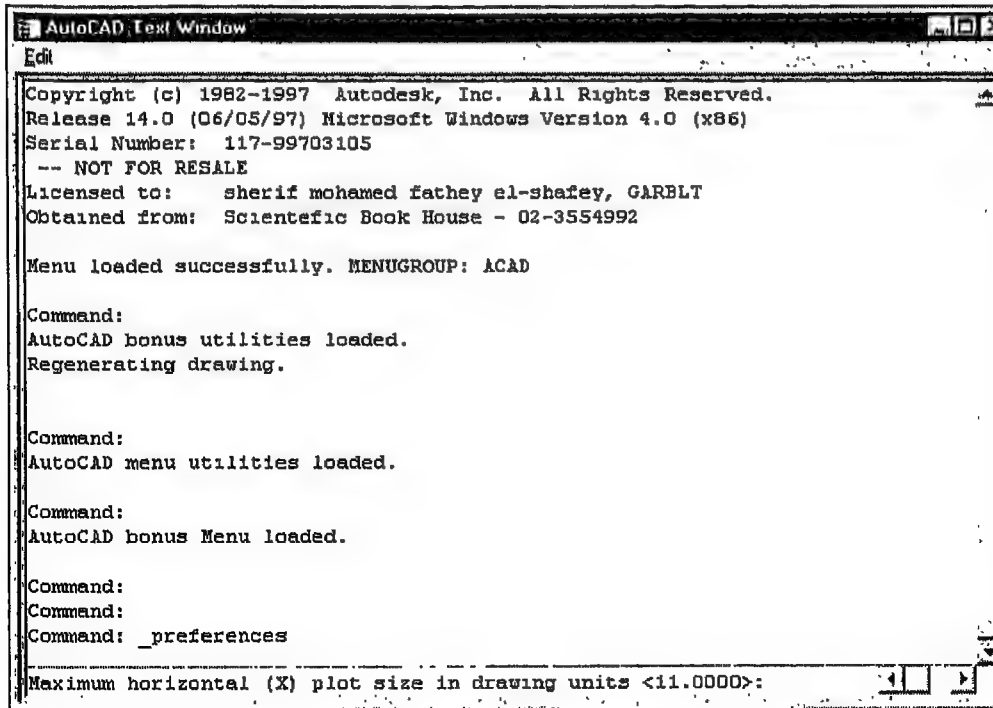 AutoCAD Text Window
Edit
Copyright (c) 1982-1997 Autodesk, Inc. All Rights Reserved.
Release 14.0 (06/05/97) Microsoft Windows Version 4.0 (x86)
Serial Number: 117-99703105
-- NOT FOR RESALE
Licensed to: sherif mohamed fathey el-shafey, GARBLT
Obtained from: Scientefic Book House - 02-3554992
Menu loaded successfully. MENUGROUP: ACAD
Command:
AutoCAD bonus utilities loaded.
Regenerating drawing.
Command:
AutoCAD menu utilities loaded.
Command:
AutoCAD bonus Menu loaded.
Command:
Command:
Command: _preferences
Maximum horizontal (X) plot size in drawing units <11.0000>: